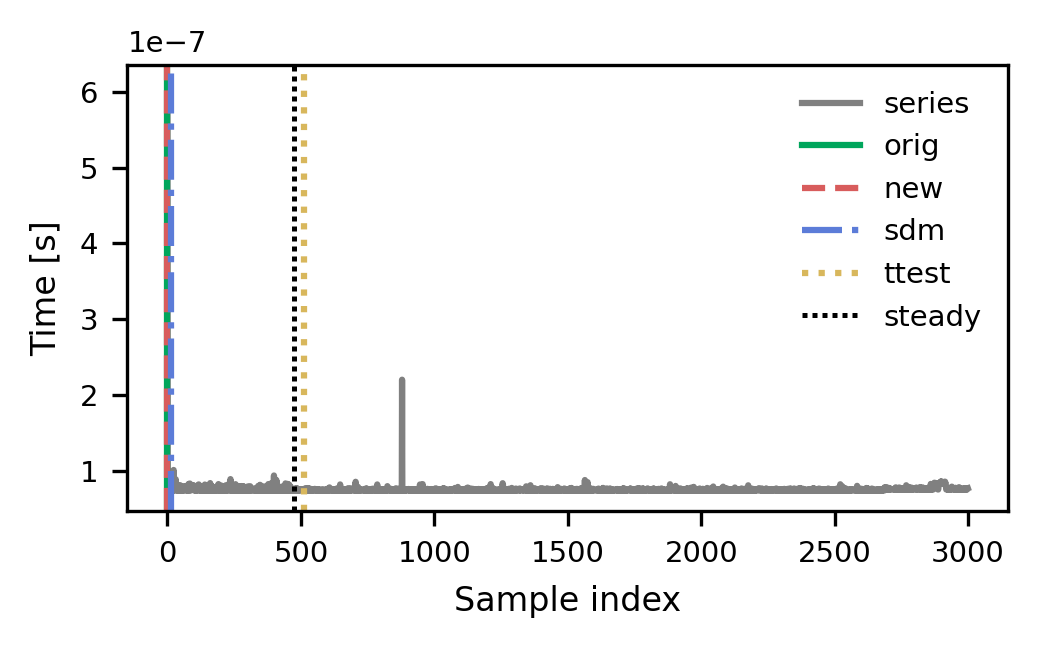 1e−7
6
5
4
3
2
1
Time [s]
0
500
1000
1500
2000
2500
3000
Sample index
series
orig
new
sdm
ttest
steady